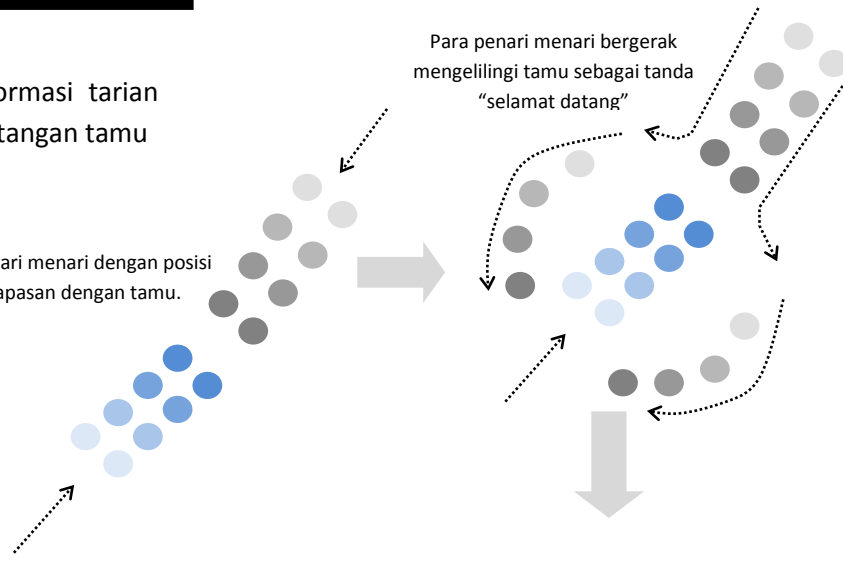 Para penari menari bergerak
mengelilingi tamu sebagai tanda
“selamat datang”
ormasi tarian
tangan tamu
ari menari dengan posisi
apasan dengan tamu.